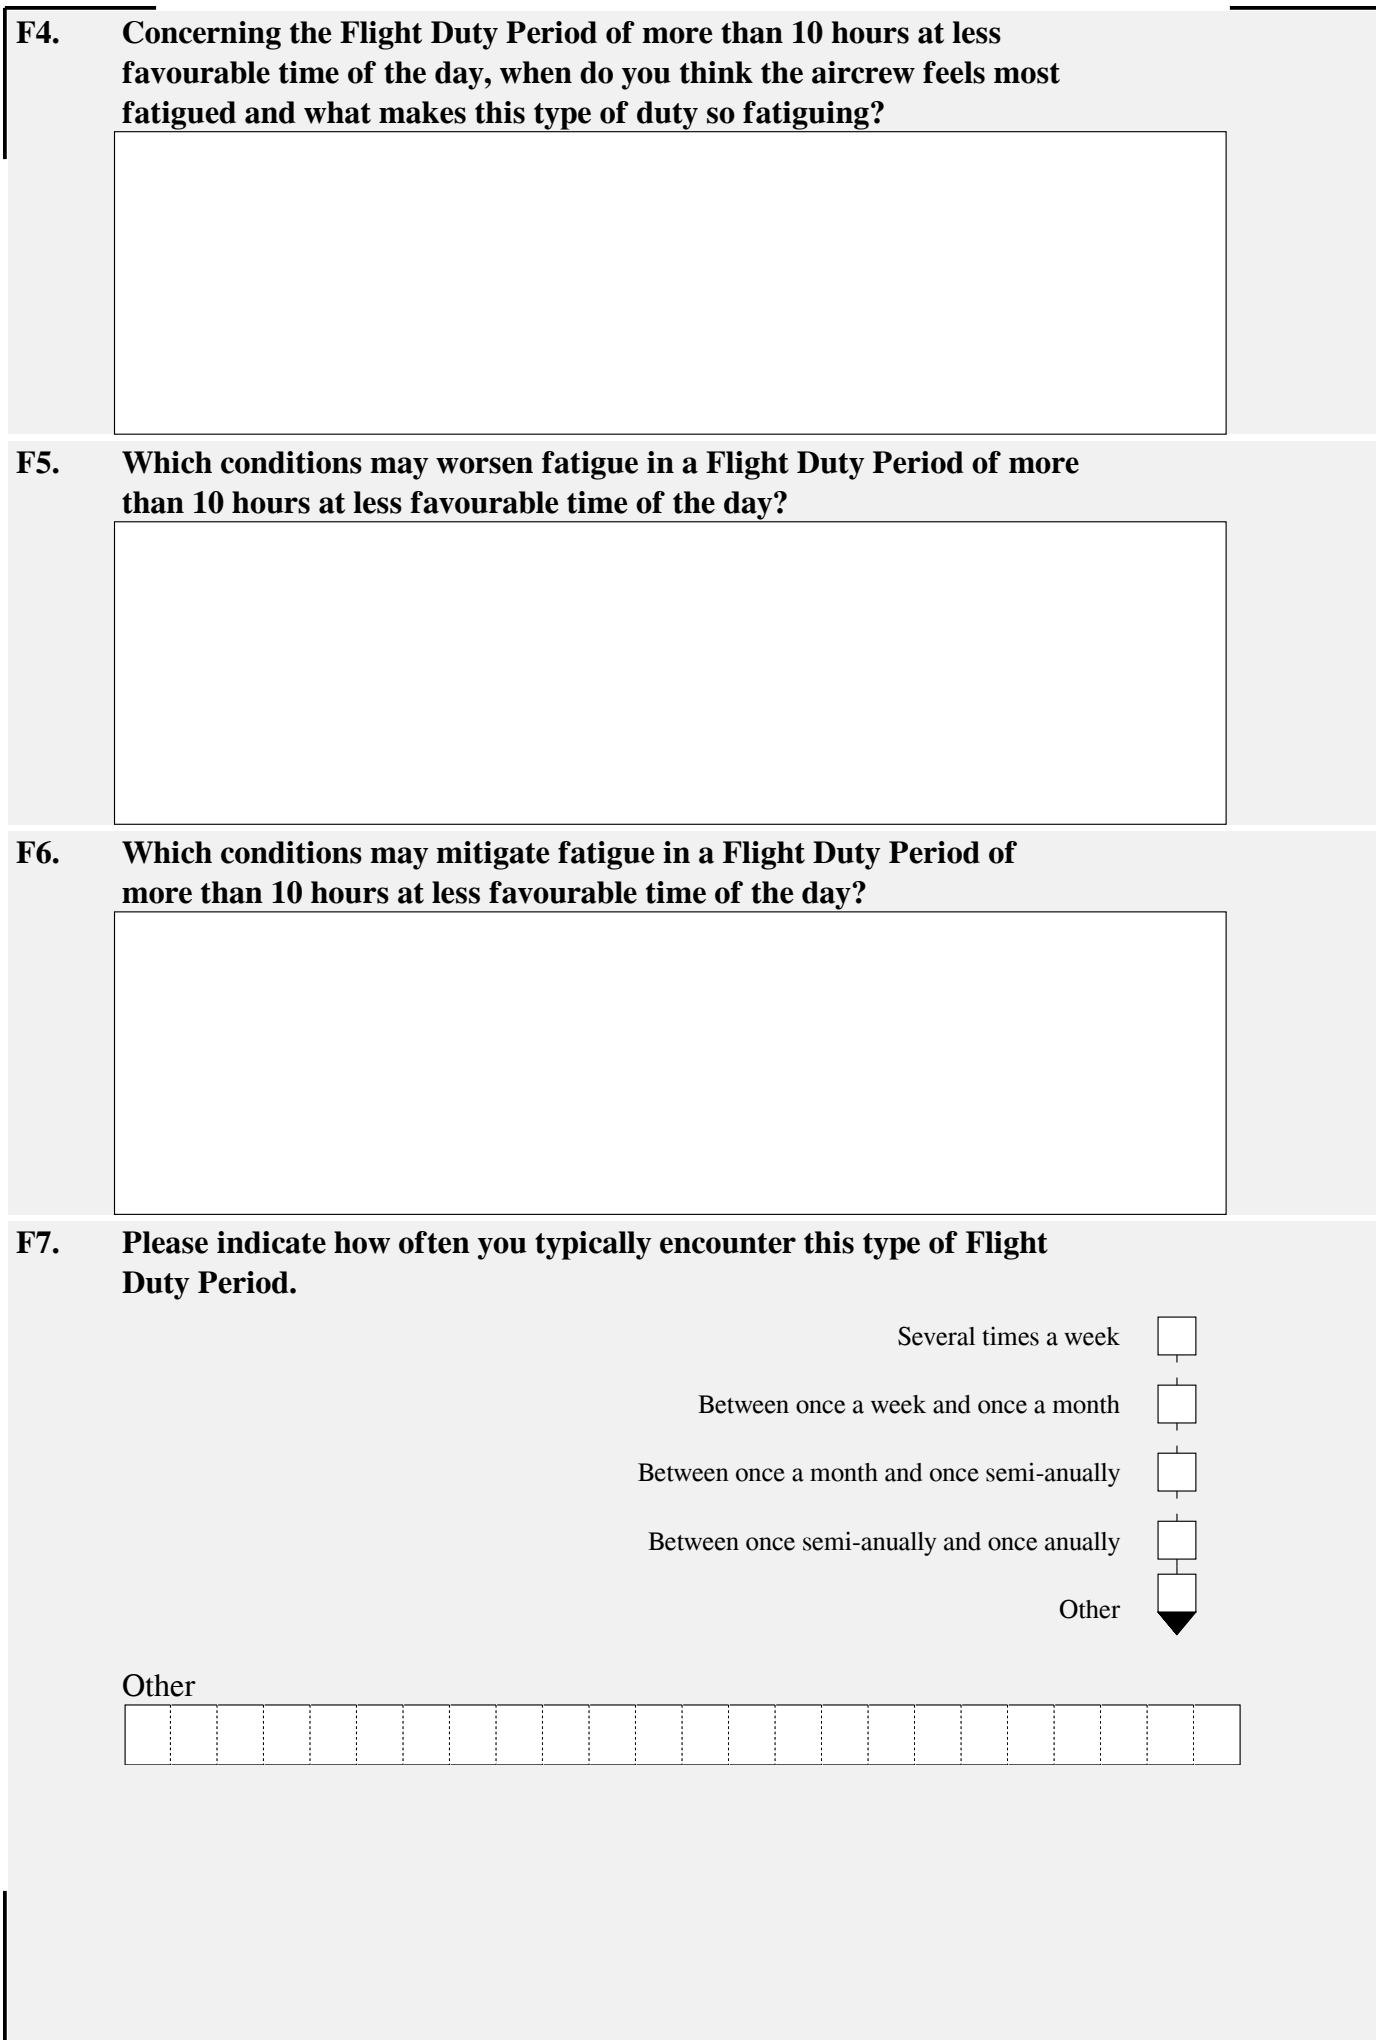 F4. Concerning the Flight Duty Period of more than 10 hours at less
favourable time of the day, when do you think the aircrew feels most
fatigued and what makes this type of duty so fatiguing?
F5. Which conditions may worsen fatigue in a Flight Duty Period of more
than 10 hours at less favourable time of the day?
F6. Which conditions may mitigate fatigue in a Flight Duty Period of
more than 10 hours at less favourable time of the day?
F7. Please indicate how often you typically encounter this type of Flight
Duty Period.
Several times a week
Between once a week and once a month
Between once a month and once semi-anually
Between once semi-anually and once anually
Other
Other